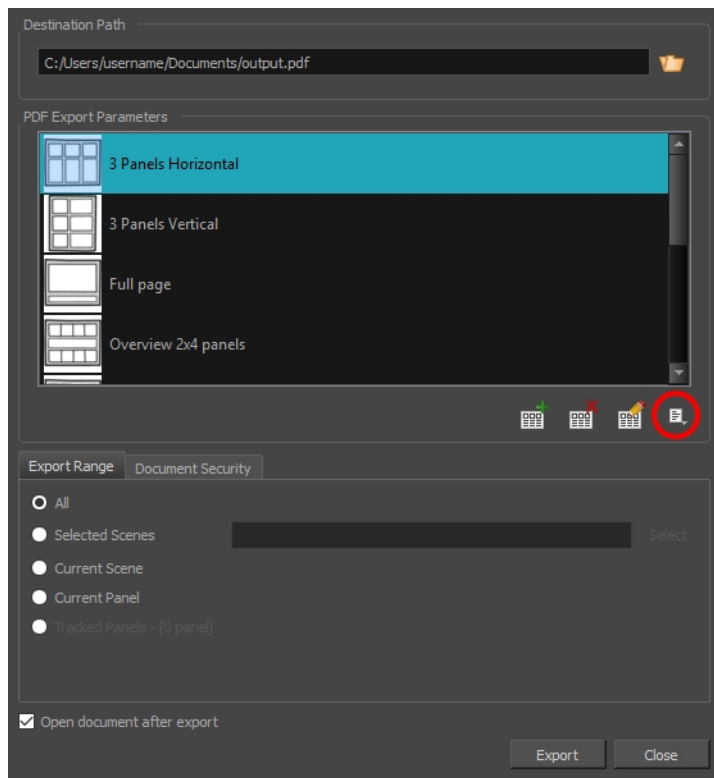 Destination Path
C:/Users/username/Documents/output.pdf
PDF Export Parameters
3 Panels Horizontal
3 Panels Vertical
Full page
Overview 2x4 panels
Export Range
Document Security
All
Selected Scenes
Select
Current Scene
Current Panel
Tracked Panels - [0 panel]
Open document after export
Export
Close